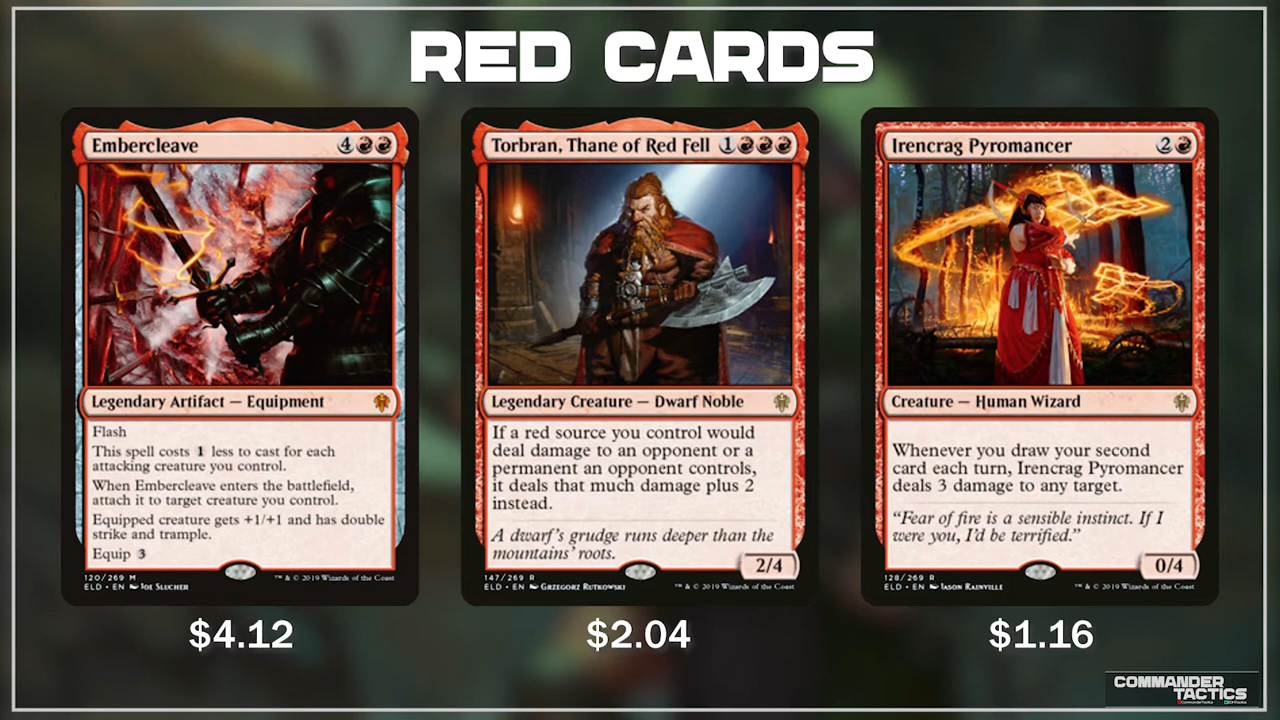 RED CARDS
Embercleave 4
Legendary Artifact — Equipment
Flash
This spell costs 1 less to cast for each
attacking creature you control.
When Embercleave enters the battlefield,
attach it to target creature you control.
Equipped creature gets +1/+1 and has double
strike and trample.
Equip 3
120/269 M
ELD • EN Joe Slucher
™ & © 2019 Wizards of the Coast
$4.12
Torbran, Thane of Red Fell 1
Legendary Creature — Dwarf Noble
If a red source you control would
deal damage to an opponent or a
permanent an opponent controls,
it deals that much damage plus 2
instead.
A dwarf's grudge runs deeper than the
mountains' roots.
2/4
147/269 R
ELD • EN Grzegorz Rutkowski
™ & © 2019 Wizards of the Coast
$2.04
Irencrag Pyromancer 2
Creature — Human Wizard
Whenever you draw your second
card each turn, Irencrag Pyromancer
deals 3 damage to any target.
"Fear of fire is a sensible instinct. If I
were you, I'd be terrified."
0/4
128/269 R
ELD • EN Jason Rainville
™ & © 2019 Wizards of the Coast
$1.16
COMMANDER
TACTICS